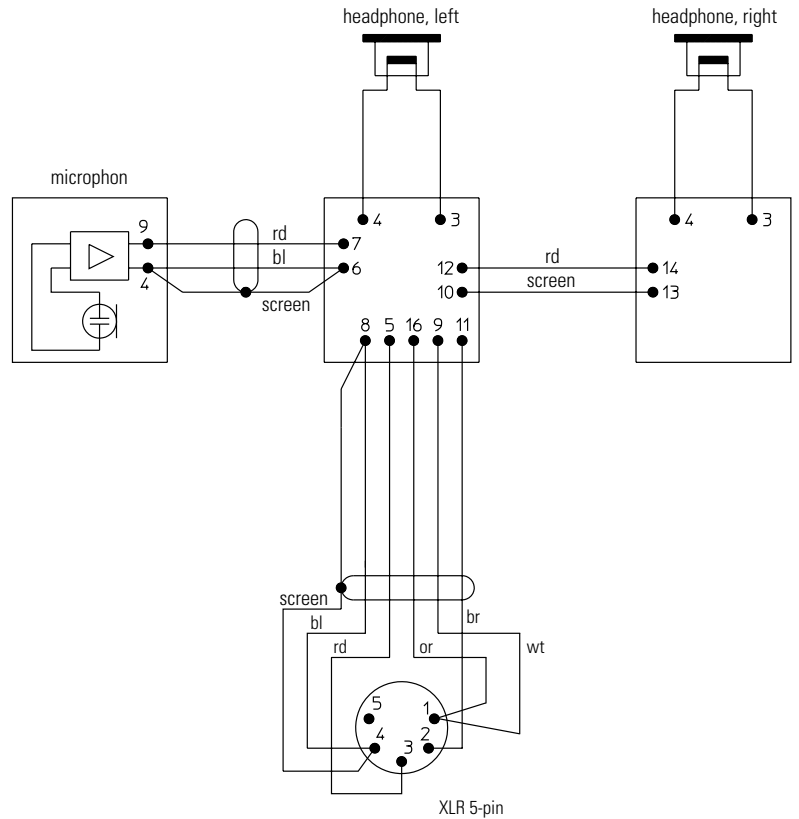 headphone, left
headphone, right
microphon
9
4
rd
bl
screen
4
3
7
6
12
10
8 5 16 9 11
rd
screen
4
3
14
13
screen
bl
rd
or
br
wt
5
1
4
2
3
XLR 5-pin